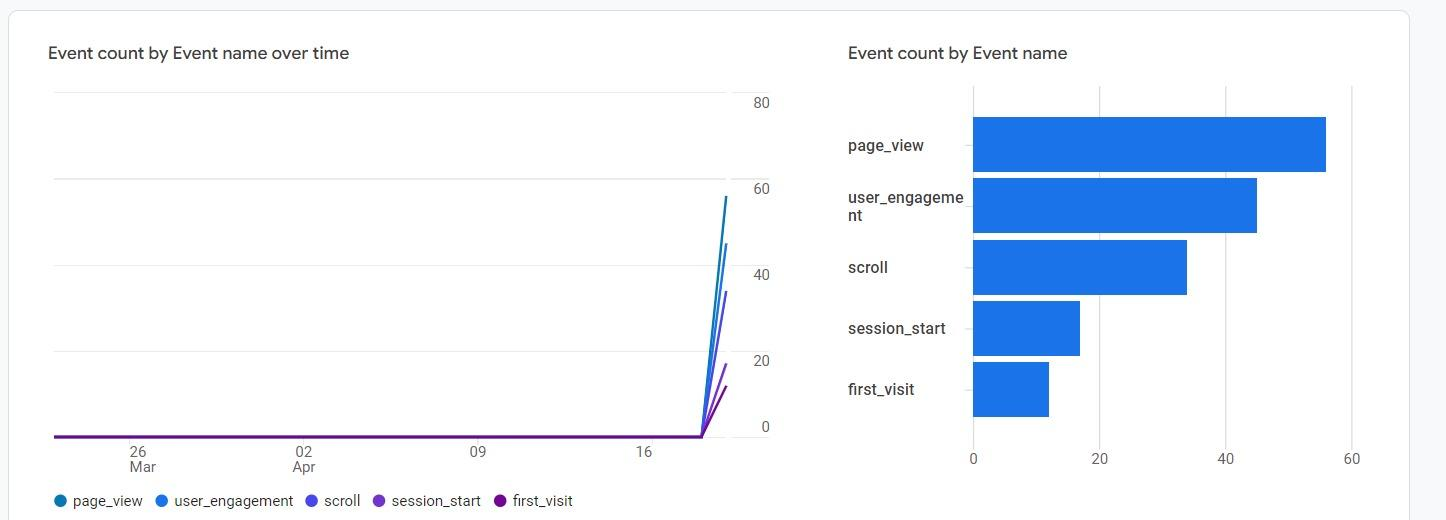 Event count by Event name over time
80
60
40
20
0
26
Mar
02
Apr
09
16
page_view
user_engagement
scroll
session_start
first_visit
Event count by Event name
page_view
user_engageme
nt
scroll
session_start
first_visit
0
20
40
60